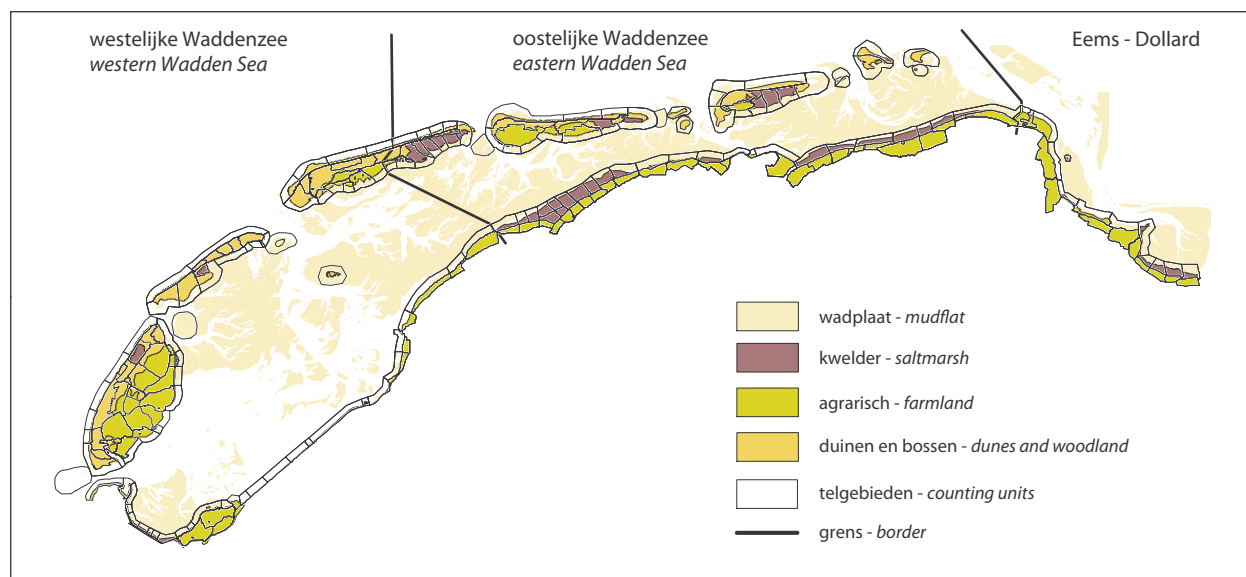 westelijke Waddenzee
western Wadden Sea
oostelijke Waddenzee
eastern Wadden Sea
Eems - Dollard
wadplaat - mudflat
kwelder - saltmarsh
agrarisch - farmland
duinen en bossen - dunes and woodland
telgebieden - counting units
grens - border